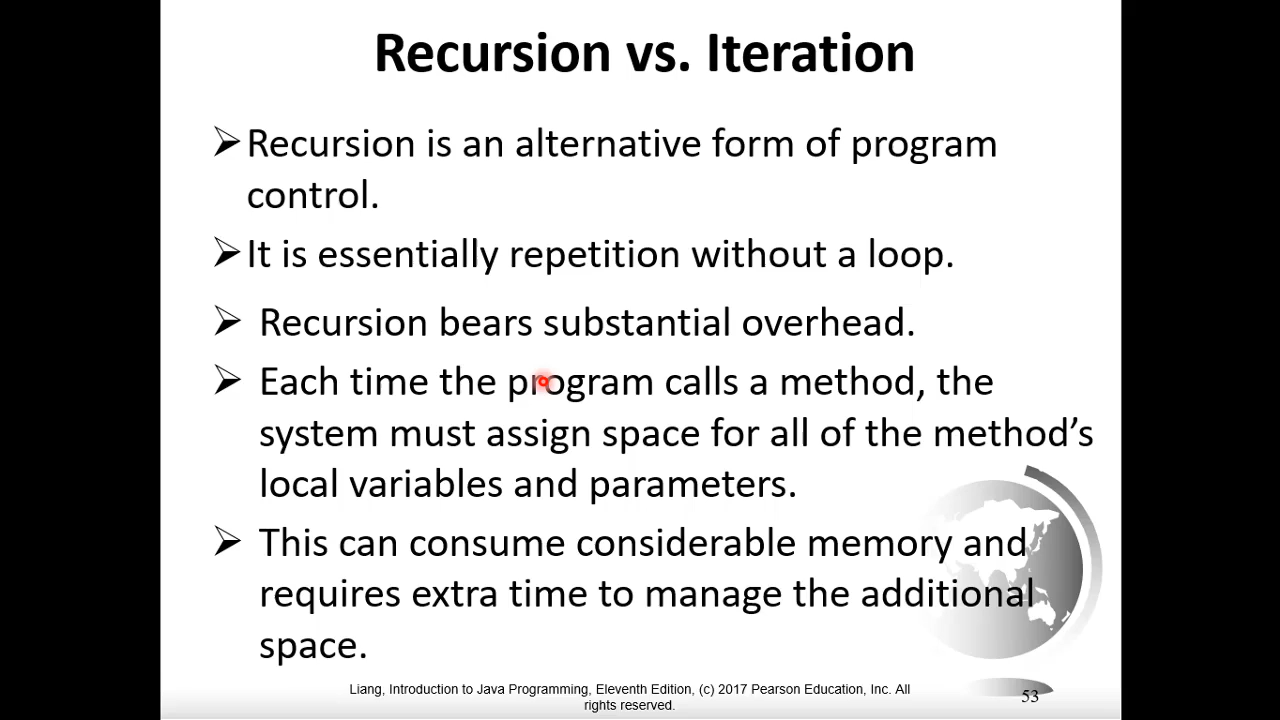 Recursion vs. Iteration
Recursion is an alternative form of program
control.
It is essentially repetition without a loop.
Recursion bears substantial overhead.
Each time the program calls a method, the
system must assign space for all of the method’s
local variables and parameters.
This can consume considerable memory and
requires extra time to manage the additional
space.
Liang, Introduction to Java Programming, Eleventh Edition, (c) 2017 Pearson Education, Inc. All
rights reserved.
53